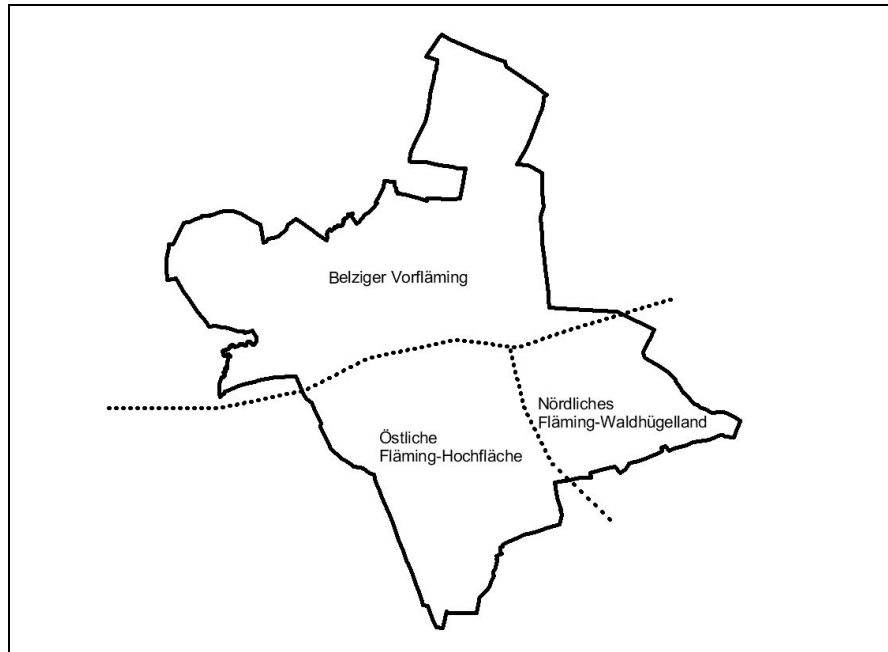 Belziger Vorfläming
Nördliches
Fläming-Waldhügelland
Östliche
Fläming-Hochfläche